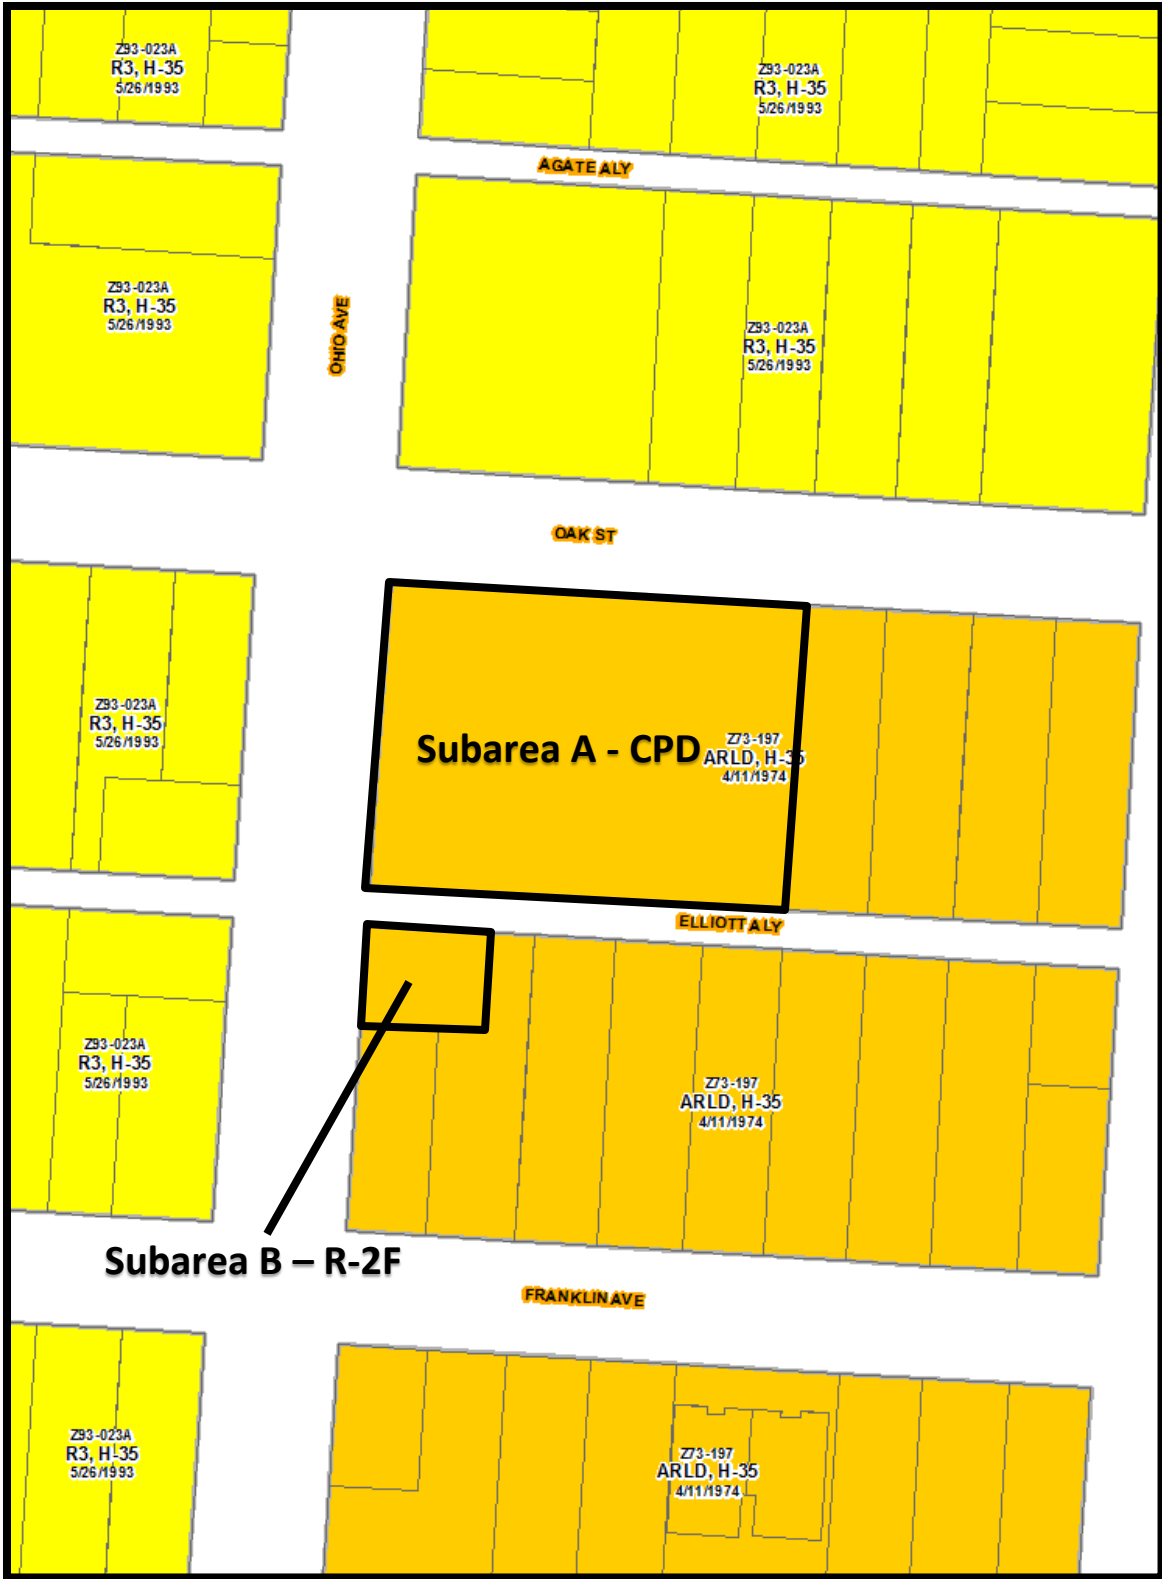 Z93-023A
R3, H-35
5/26/1993
Z93-023A
R3, H-35
5/26/1993
AGATE ALY
Z93-023A
R3, H-35
5/26/1993
OHIO AVE
Z93-023A
R3, H-35
5/26/1993
OAK ST
Z93-023A
R3, H-35
5/26/1993
Subarea A - CPD
Z73-197
ARLD, H-35
4/11/1974
ELLIOTT ALY
Z93-023A
R3, H-35
5/26/1993
Z73-197
ARLD, H-35
4/11/1974
Subarea B – R-2F
FRANKLIN AVE
Z93-023A
R3, H-35
5/26/1993
Z73-197
ARLD, H-35
4/11/1974